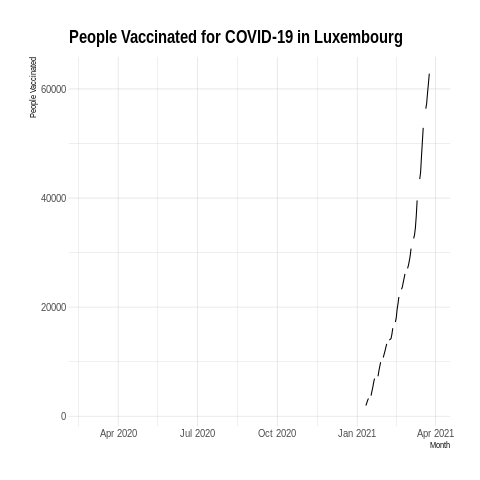 People Vaccinated for COVID-19 in Luxembourg
People Vaccinated
60000
40000
20000
0
Apr 2020 Jul 2020 Oct 2020 Jan 2021 Apr 2021
Month